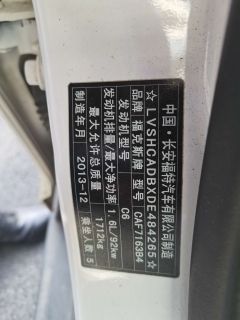 中国·长安福特汽车有限公司制造
☆LVSHCADBXDE484265☆
品牌 福克斯牌 型号 CAF7163B4
发动机型号 C6
发动机排量/最大净功率 1.6L/92kw
最大允许总质量 1712kg
制造年月 2013-12 乘坐人数 5